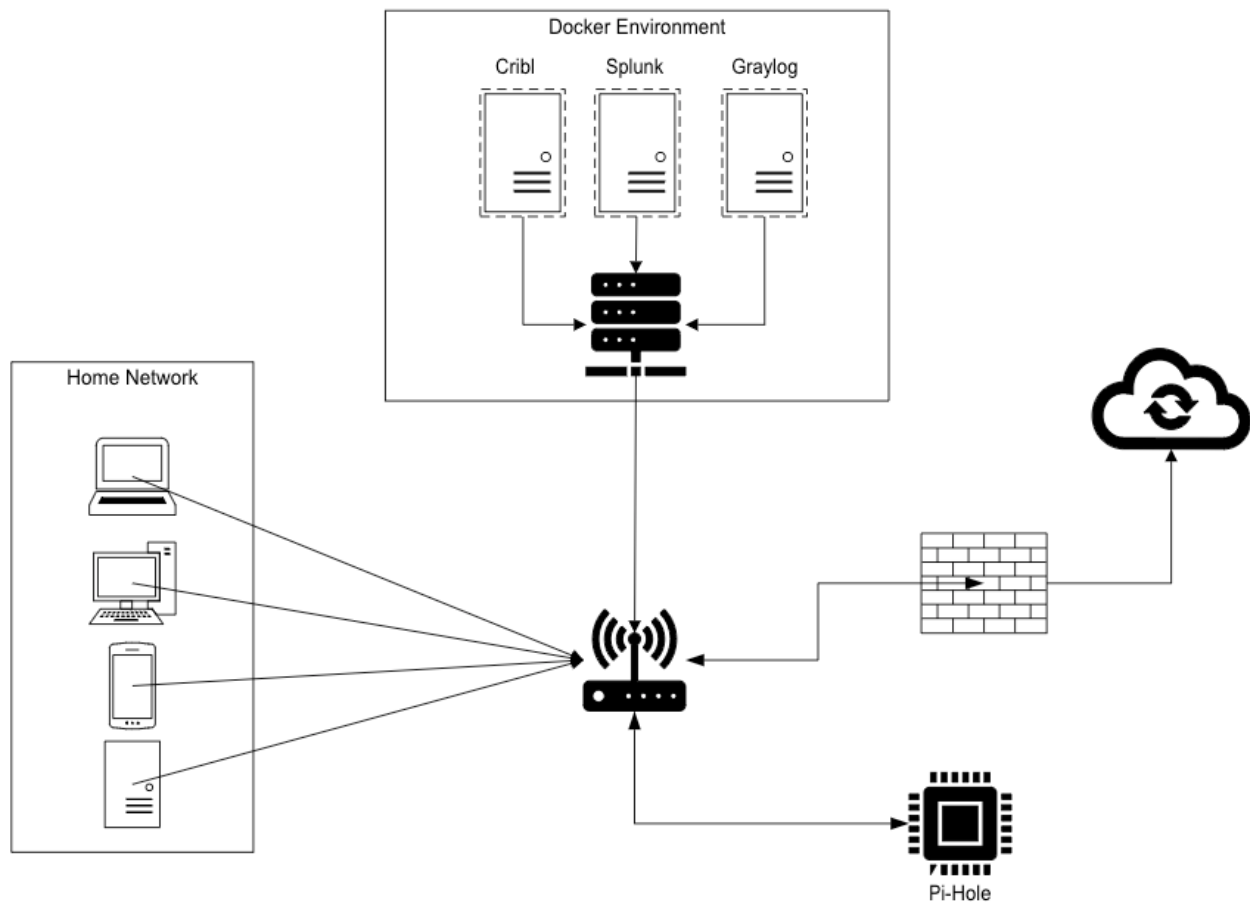 Docker Environment
Cribl
Splunk
Graylog
Home Network
Pi-Hole